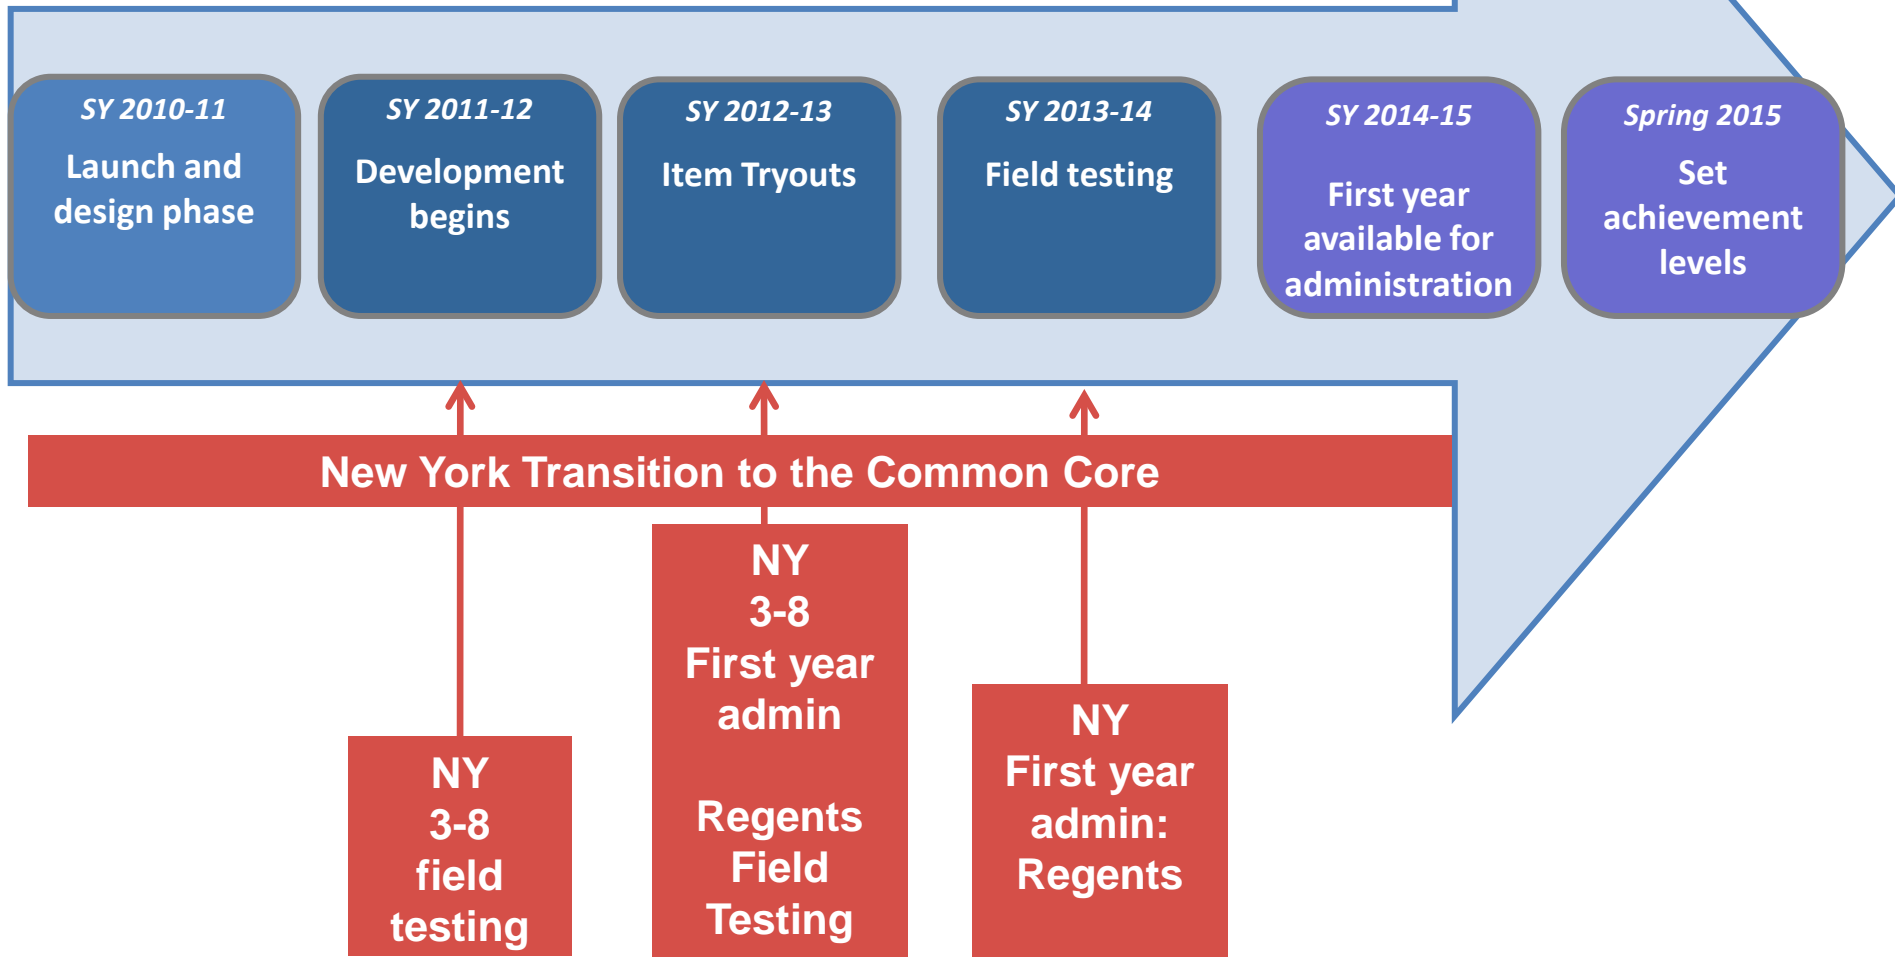 SY 2010-11
Launch and
design phase
SY 2011-12
Development
begins
SY 2012-13
Item Tryouts
SY 2013-14
Field testing
SY 2014-15
First year
available for
administration
Spring 2015
Set
achievement
levels
New York Transition to the Common Core
NY
3-8
field
testing
NY
3-8
First year
admin
Regents
Field
Testing
NY
First year
admin:
Regents